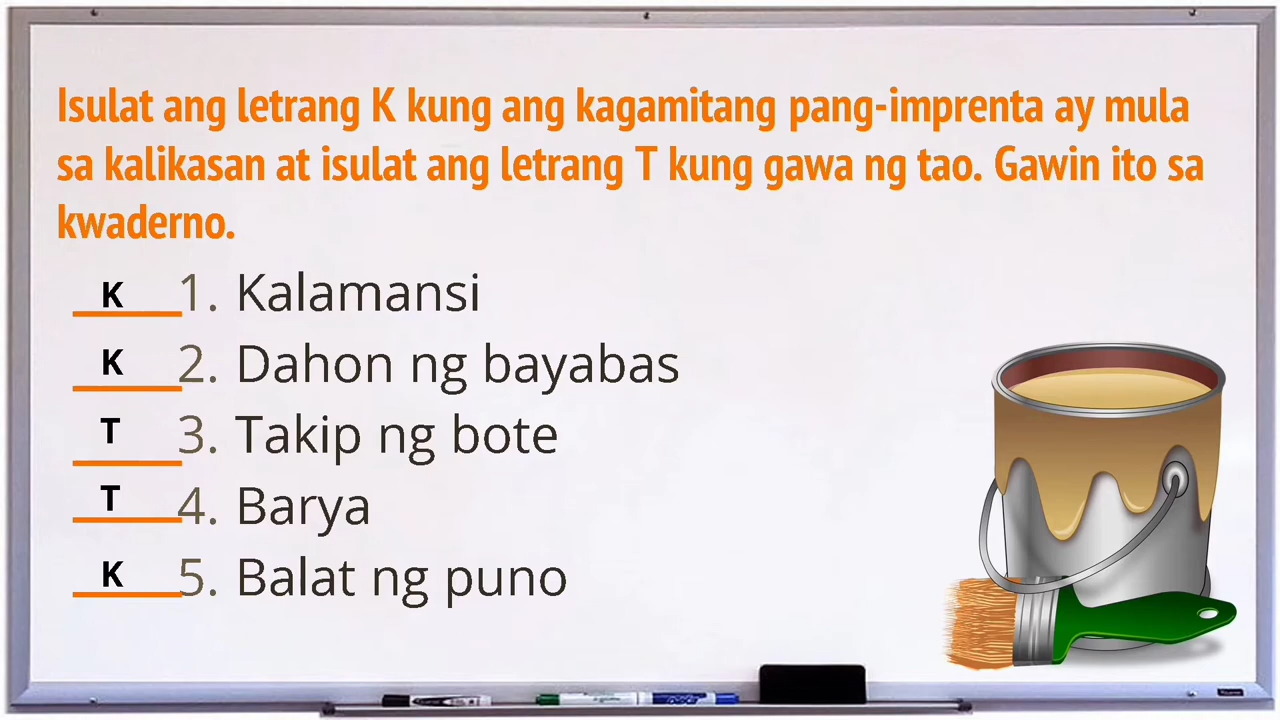 Isulat ang letrang K kung ang kagamitang pang-imprenta ay mula
sa kalikasan at isulat ang letrang T kung gawa ng tao. Gawin ito sa
kwaderno.
K 1. Kalamansi
K 2. Dahon ng bayabas
T 3. Takip ng bote
T 4. Barya
K 5. Balat ng puno